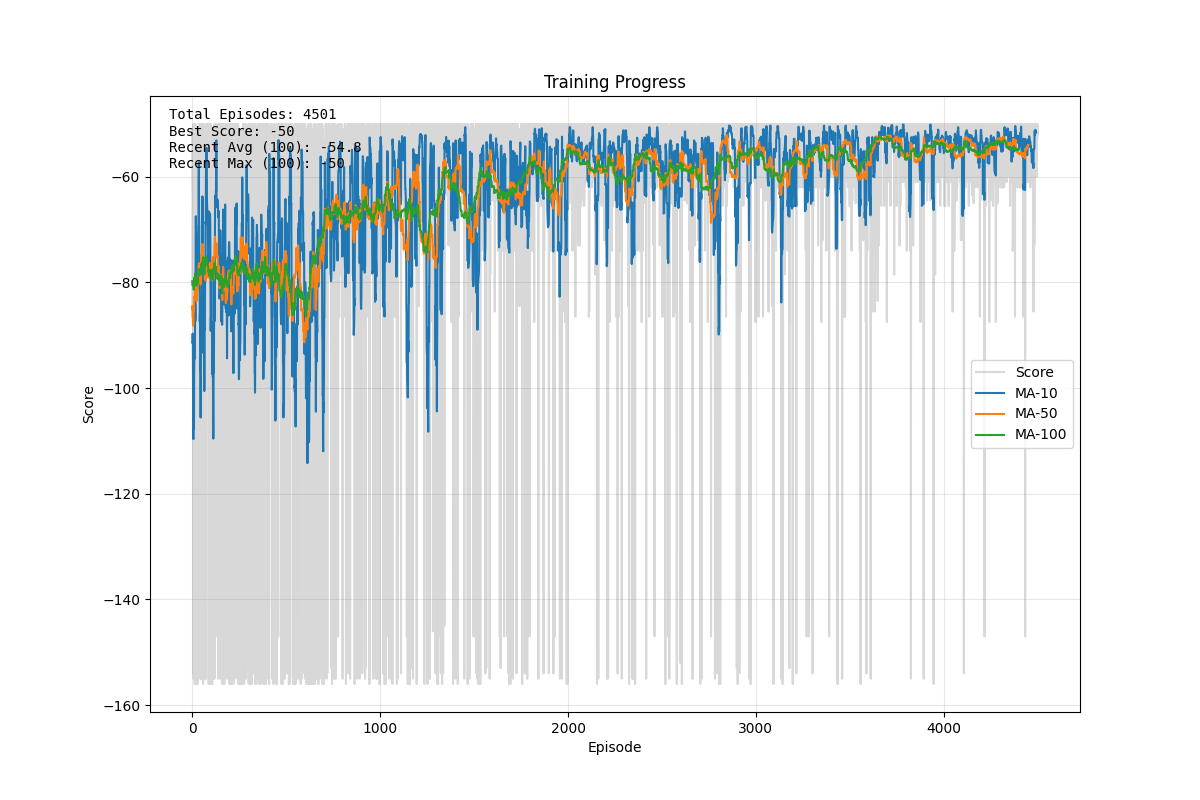 Training Progress
Total Episodes: 4501
Best Score: -50
Recent Avg (100): -54.8
Recent Max (100): -50
−60
−80
−100
−120
−140
−160
Score
Score
MA-10
MA-50
MA-100
0
1000
2000
3000
4000
Episode